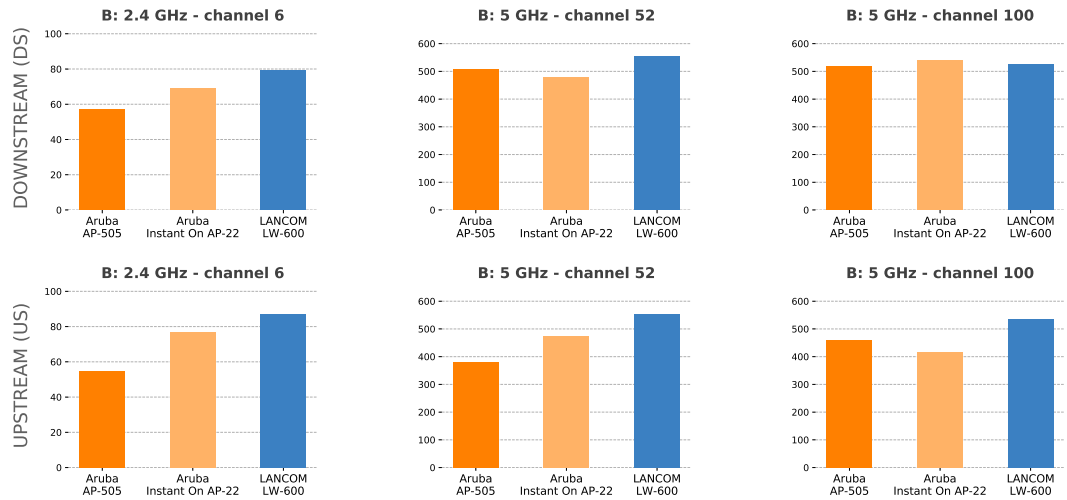 B: 2.4 GHz - channel 6
B: 5 GHz - channel 52
B: 5 GHz - channel 100
DOWNSTREAM (DS)
100
80
60
40
20
0
Aruba
AP-505
Aruba
Instant On AP-22
LANCOM
LW-600
600
500
400
300
200
100
0
Aruba
AP-505
Aruba
Instant On AP-22
LANCOM
LW-600
600
500
400
300
200
100
0
Aruba
AP-505
Aruba
Instant On AP-22
LANCOM
LW-600
B: 2.4 GHz - channel 6
B: 5 GHz - channel 52
B: 5 GHz - channel 100
UPSTREAM (US)
100
80
60
40
20
0
Aruba
AP-505
Aruba
Instant On AP-22
LANCOM
LW-600
600
500
400
300
200
100
0
Aruba
AP-505
Aruba
Instant On AP-22
LANCOM
LW-600
600
500
400
300
200
100
0
Aruba
AP-505
Aruba
Instant On AP-22
LANCOM
LW-600